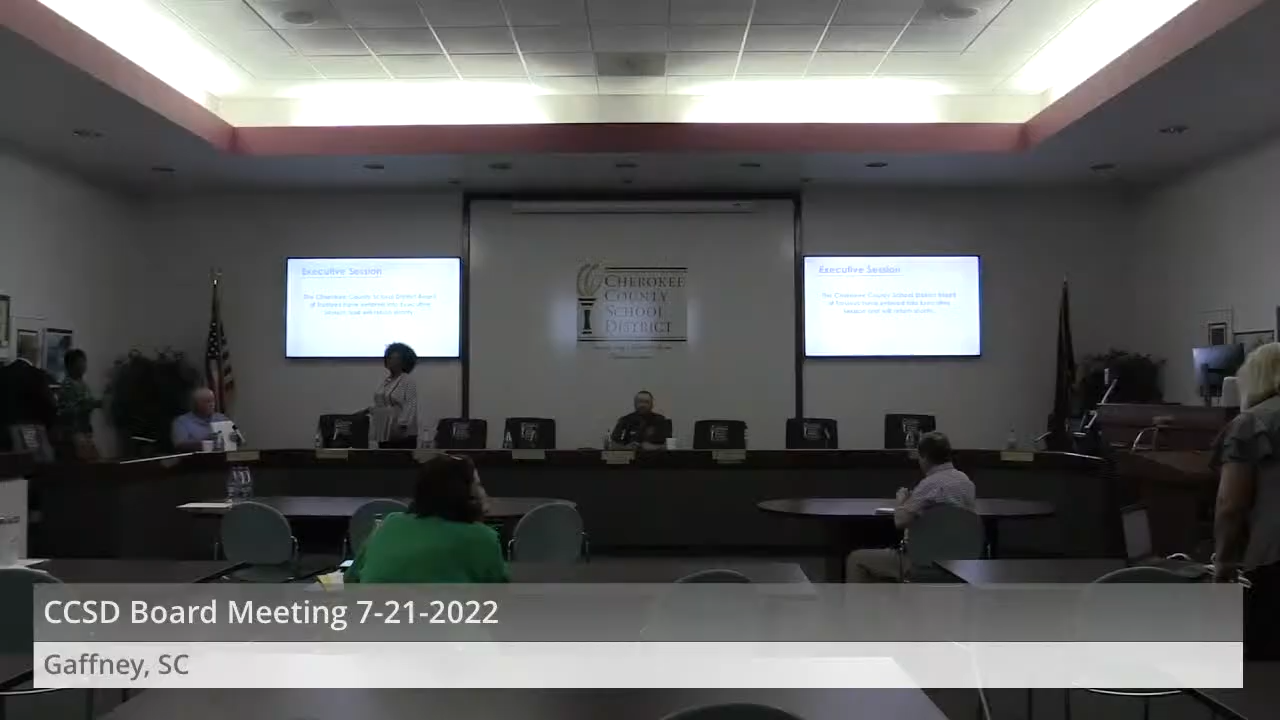 Executive Session
The Cherokee County School District Board
of Trustees have entered into Executive
Session and will return shortly.
Executive Session
The Cherokee County School District Board
of Trustees have entered into Executive
Session and will return shortly.
CHEROKEE
COUNTY
SCHOOL
DISTRICT
CCSD Board Meeting 7-21-2022
Gaffney, SC